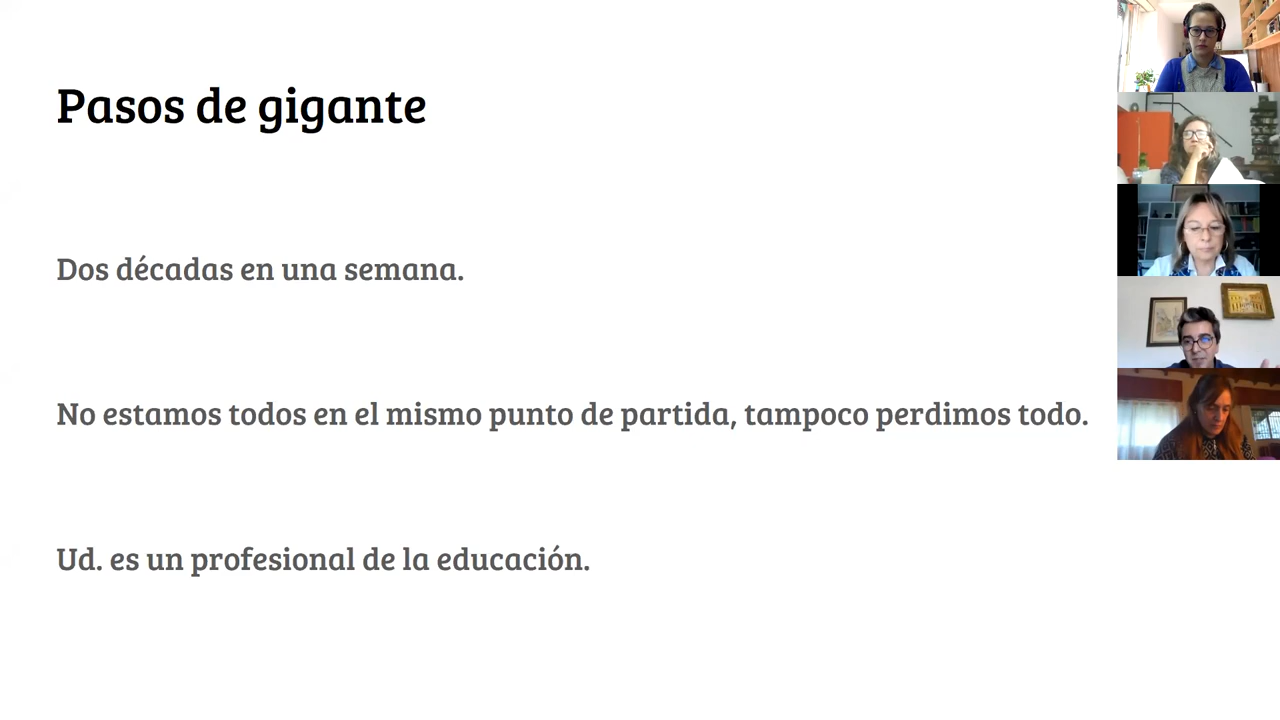 Pasos de gigante
Dos décadas en una semana.
No estamos todos en el mismo punto de partida, tampoco perdimos todo.
Ud. es un profesional de la educación.